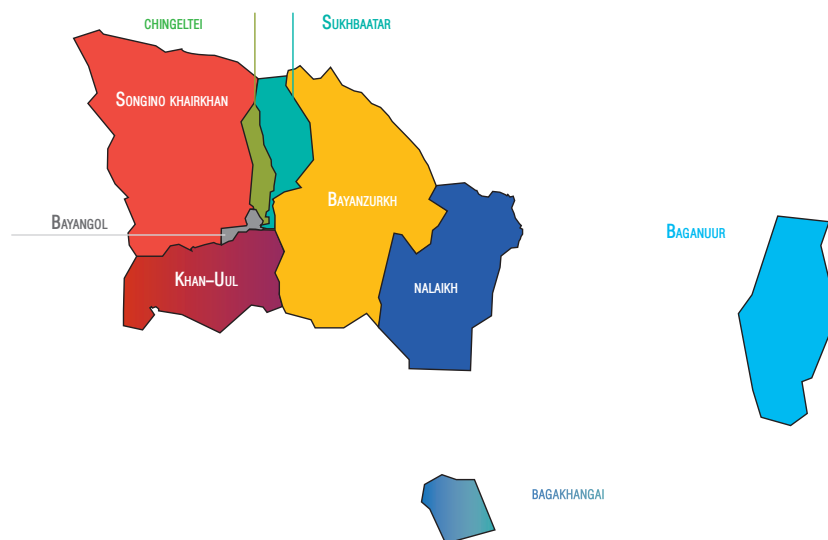 CHINGELTEI
SUKHBAATAR
SONGINO KHAIRKHAN
BAYANZURKH
BAYANGOL
BAGANUUR
KHAN–UUL
NALAIKH
BAGAKHANGAI